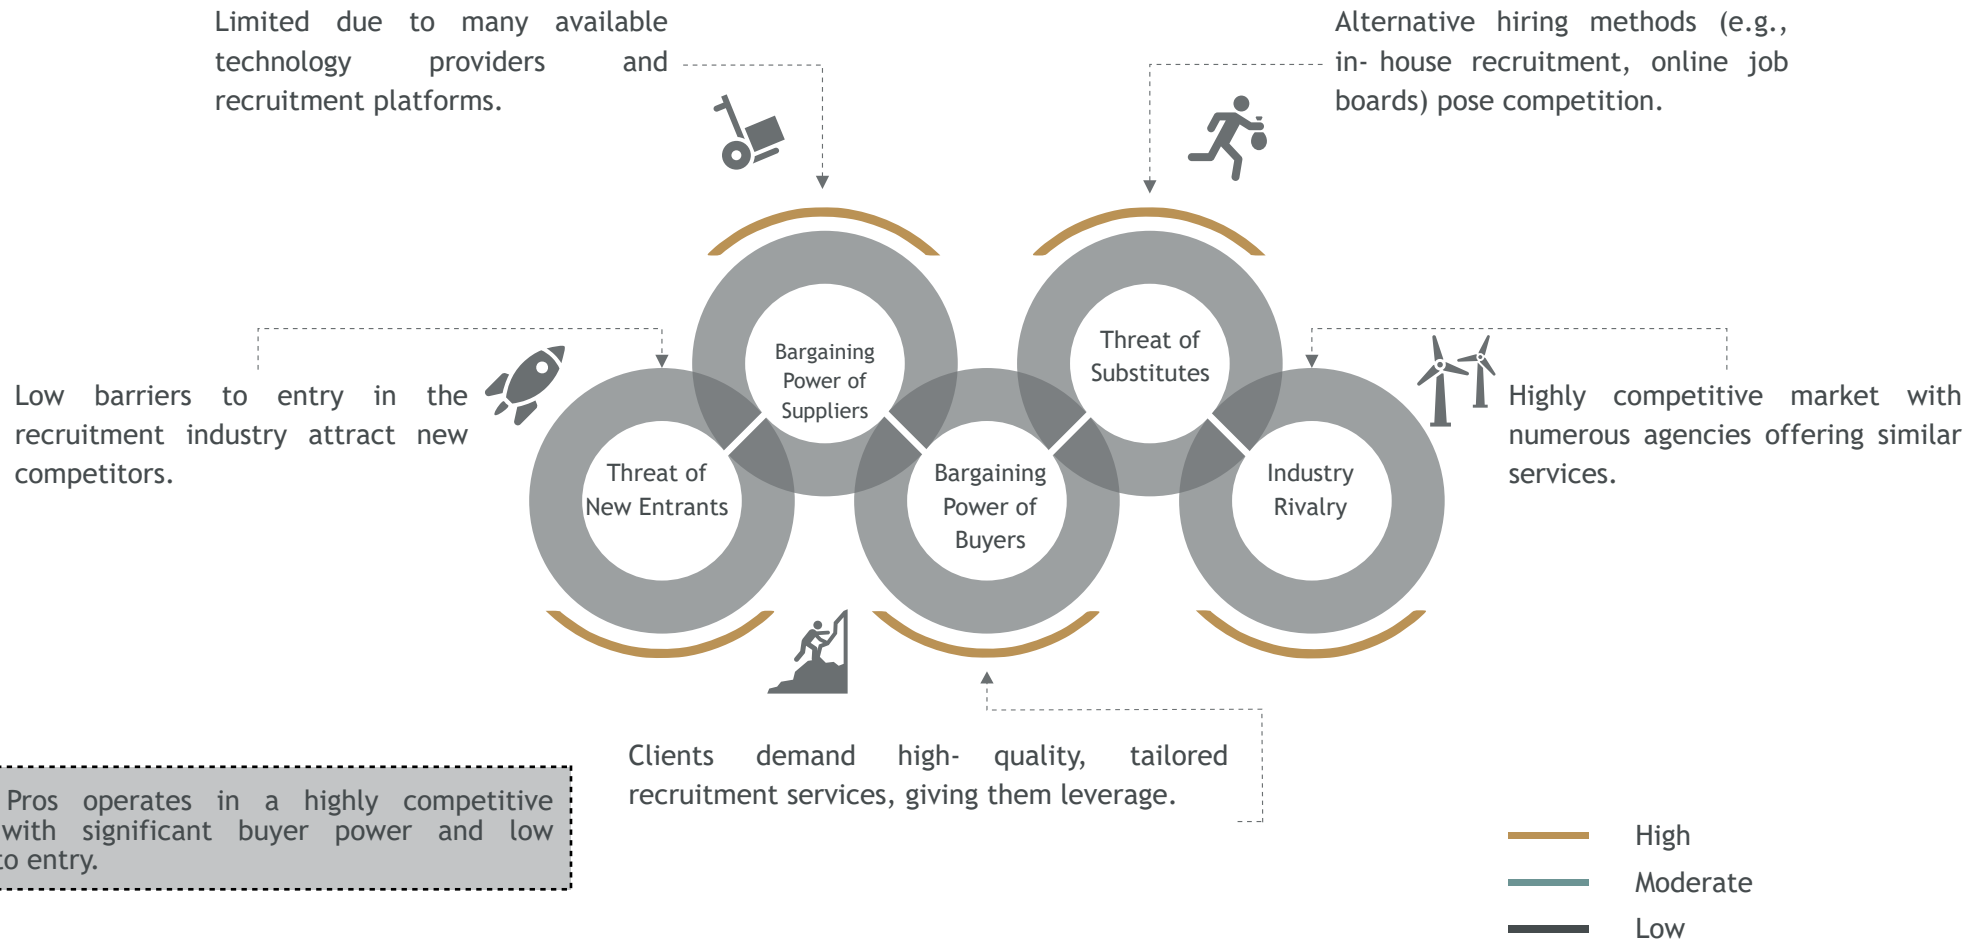 Limited due to many available
technology providers and
recruitment platforms.
Alternative hiring methods (e.g.,
in- house recruitment, online job
boards) pose competition.
Low barriers to entry in the
recruitment industry attract new
competitors.
Threat of
New Entrants
Bargaining
Power of
Suppliers
Bargaining
Power of
Buyers
Threat of
Substitutes
Industry
Rivalry
Highly competitive market with
numerous agencies offering similar
services.
Clients demand high- quality, tailored
recruitment services, giving them leverage.
Pros operates in a highly competitive
with significant buyer power and low
to entry.
High
Moderate
Low